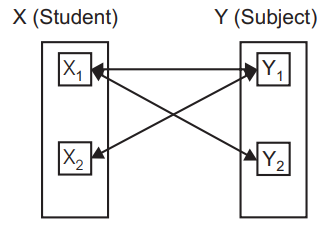 X (Student) Y (Subject)
X₁ Y₁
X₂ Y₂